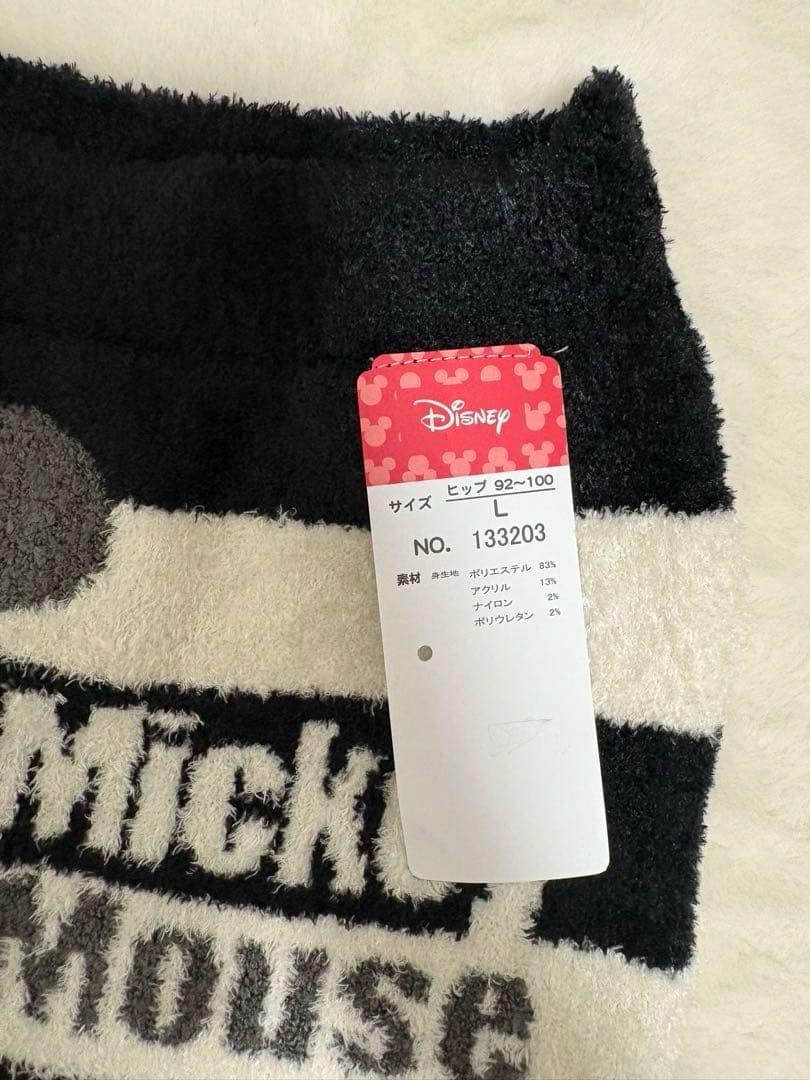 Disney
サイズ ヒップ 92〜100
L
NO. 133203
素材 身生地 ポリエステル 83%
アクリル 13%
ナイロン 2%
ポリウレタン 2%
Micke
Mouse